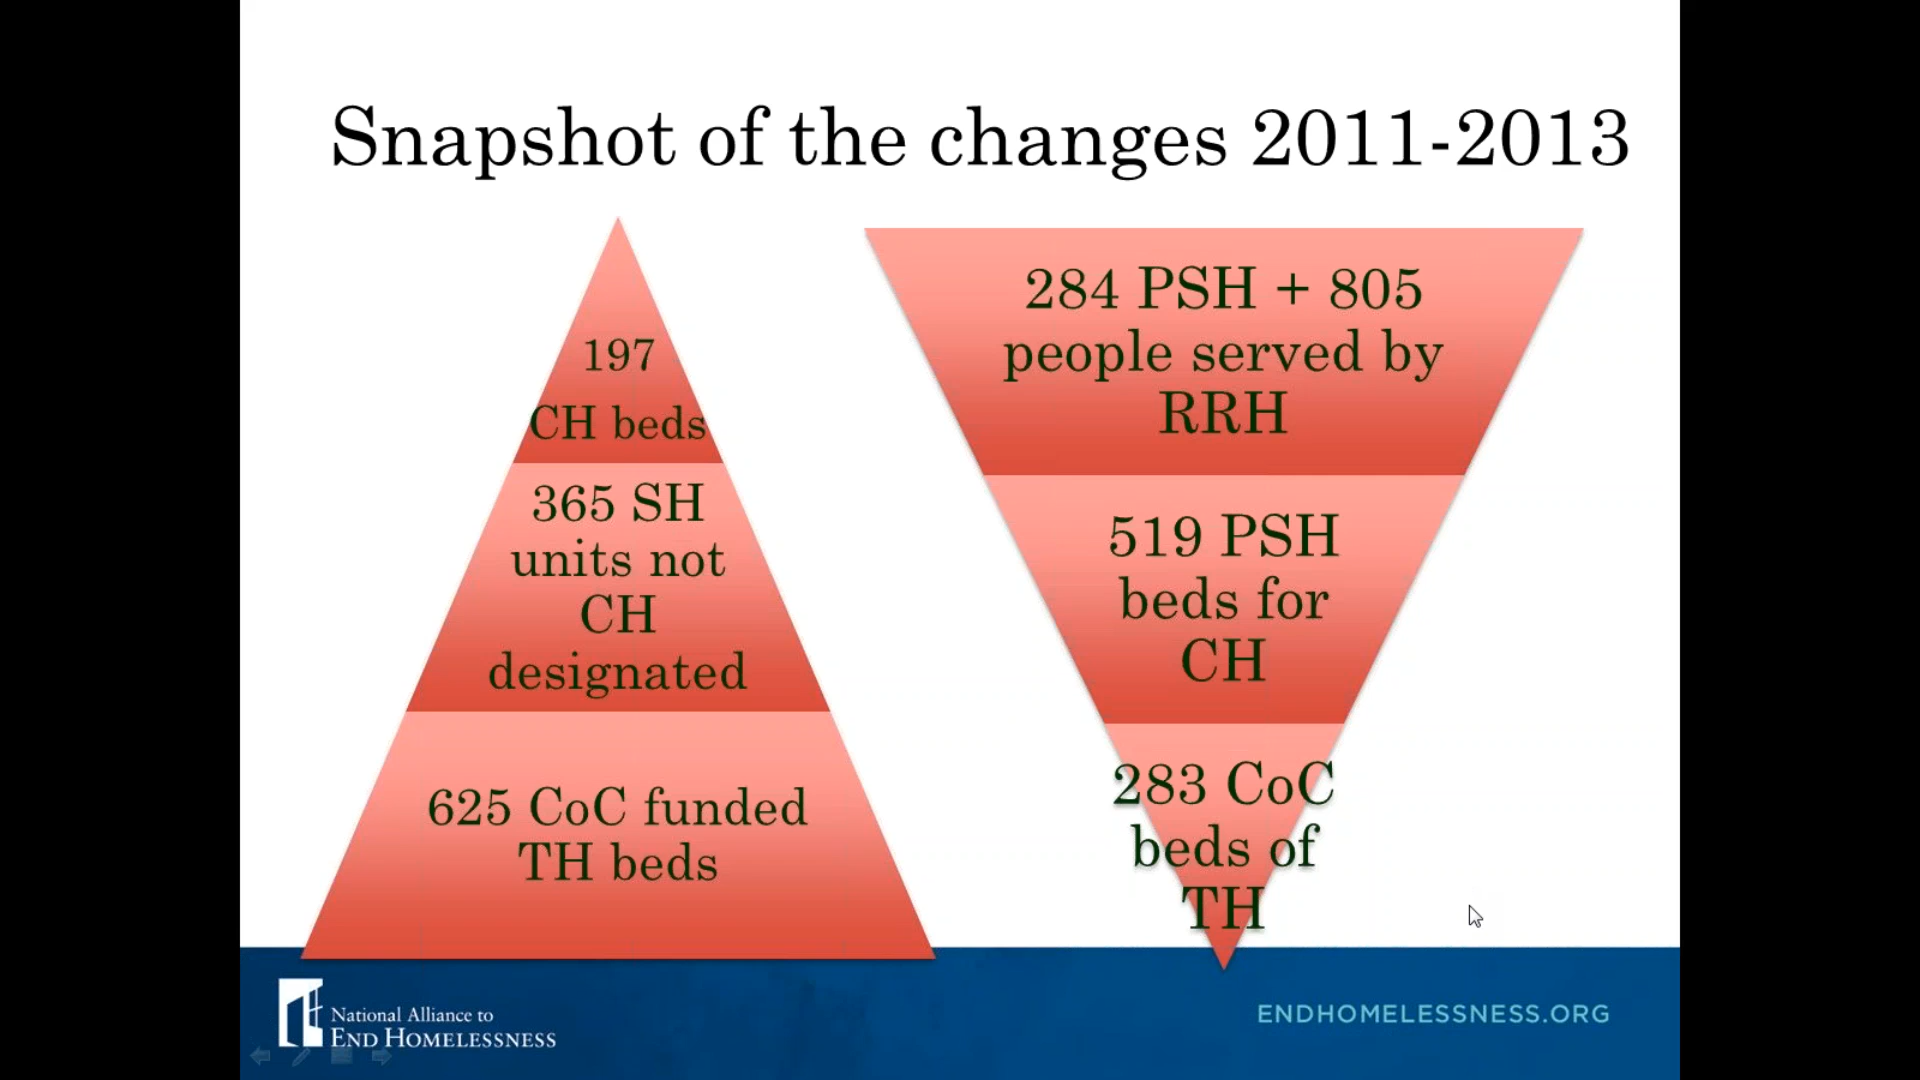 Snapshot of the changes 2011-2013
197
CH beds
365 SH
units not
CH
designated
625 CoC funded
TH beds
284 PSH + 805
people served by
RRH
519 PSH
beds for
CH
283 CoC
beds of
TH
National Alliance to
END HOMELESSNESS
ENDHOMELESSNESS.ORG